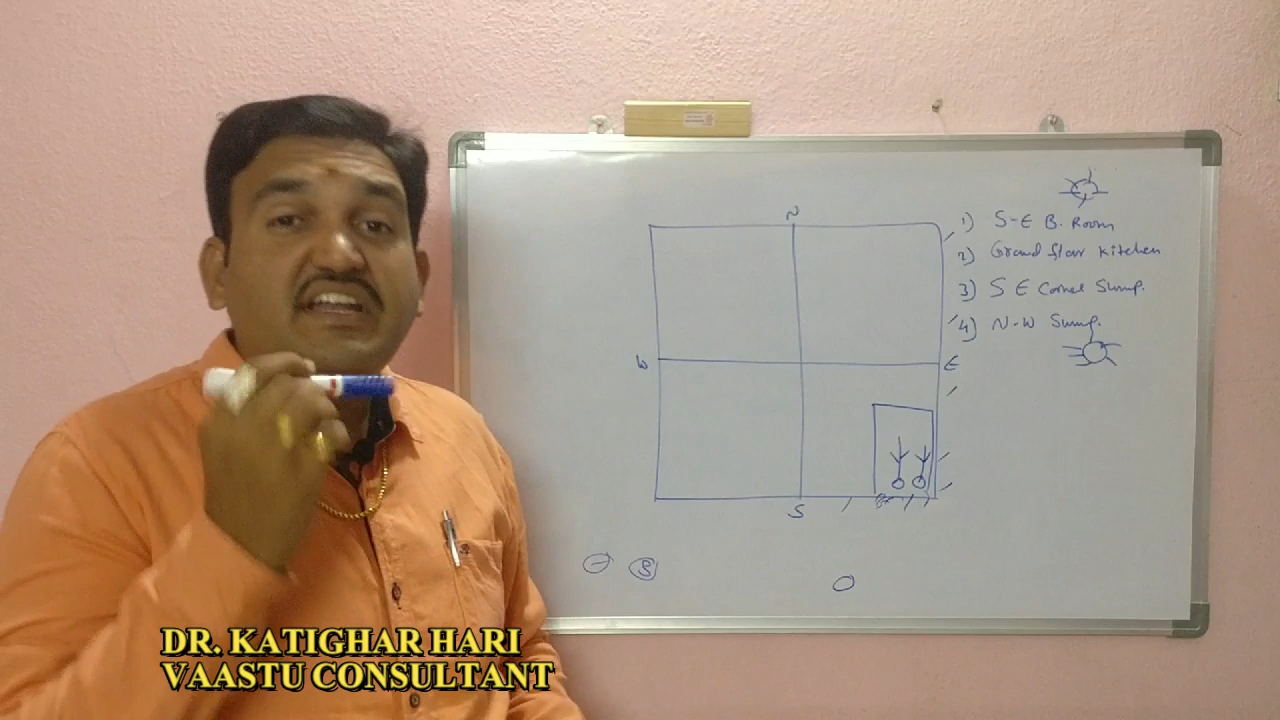 N
1) S-E B. Room
2) Ground floor kitchen
3) S E Corner Sump.
4) N-W Sump.
W
E
S
B
DR. KATIGHAR HARI
VAASTU CONSULTANT